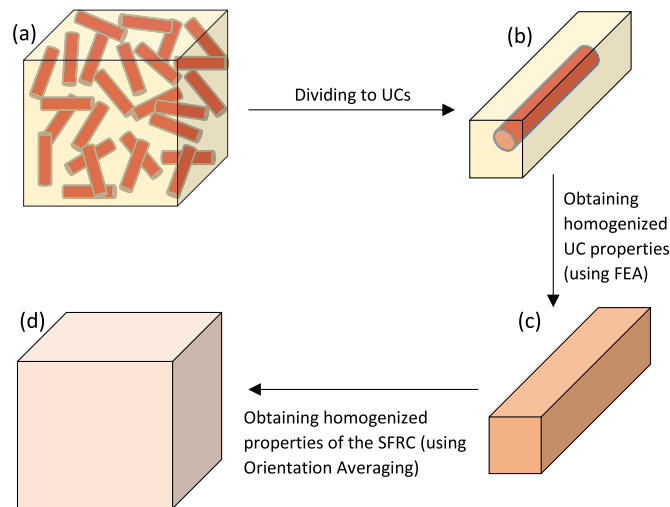 (a)
(b)
Dividing to UCs
Obtaining
homogenized
UC properties
(using FEA)
(d)
(c)
Obtaining homogenized
properties of the SFRC (using
Orientation Averaging)